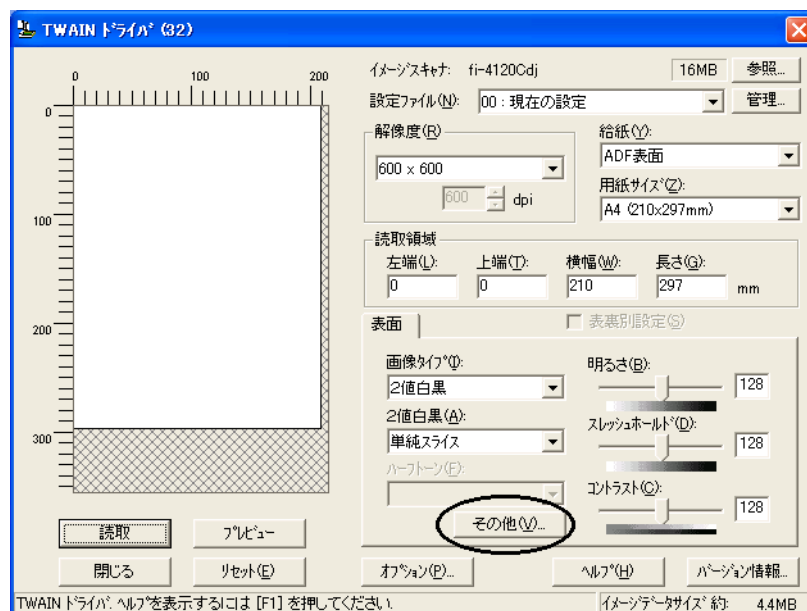 TWAIN ﾄﾞﾗｲﾊﾞ (32)
ｲﾒｰｼﾞｽｷｬﾅ: fi-4120Cdj 16MB 参照...
設定ﾌｧｲﾙ(N): 00 : 現在の設定 管理...
0 100 200
0
100
200
300
解像度(R)
600 × 600
600 dpi
給紙(Y):
ADF表面
用紙ｻｲｽﾞ(Z):
A4 (210x297mm)
読取領域
左端(L): 上端(T): 横幅(W): 長さ(G):
0 0 210 297 mm
表面 表裏別設定(S)
画像ﾀｲﾌﾟ(I):
2値白黒
2値白黒(A):
単純ｽﾗｲｽ
ﾊｰﾌﾄｰﾝ(F):
その他(V)...
明るさ(B):
128
ｽﾚｯｼｭﾎｰﾙﾄﾞ(D):
128
ｺﾝﾄﾗｽﾄ(C):
128
読取 ﾌﾟﾚﾋﾞｭｰ
閉じる ﾘｾｯﾄ(E) ｵﾌﾟｼｮﾝ(P)... ﾍﾙﾌﾟ(H) ﾊﾞｰｼﾞｮﾝ情報...
TWAIN ﾄﾞﾗｲﾊﾞ. ﾍﾙﾌﾟを表示するには [F1] を押してください. ｲﾒｰｼﾞﾃﾞｰﾀｻｲｽﾞ 約: 4.4MB